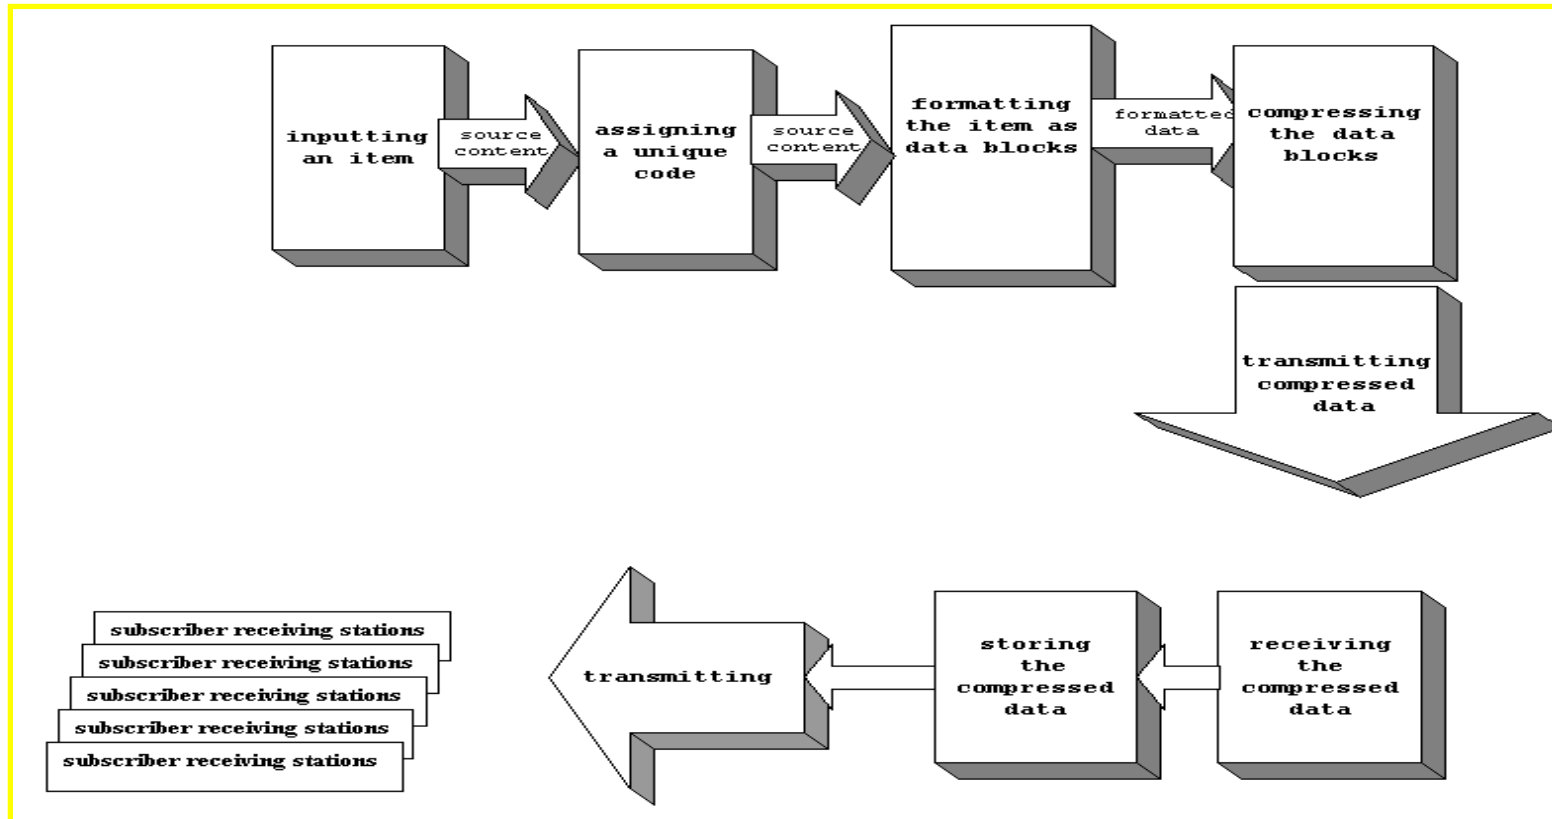 inputting
an item
source
content
assigning
a unique
code
source
content
formatting
the item as
data blocks
formatted
data
compressing
the data
blocks
transmitting
compressed
data
receiving
the
compressed
data
storing
the
compressed
data
transmitting
subscriber receiving stations
subscriber receiving stations
subscriber receiving stations
subscriber receiving stations
subscriber receiving stations